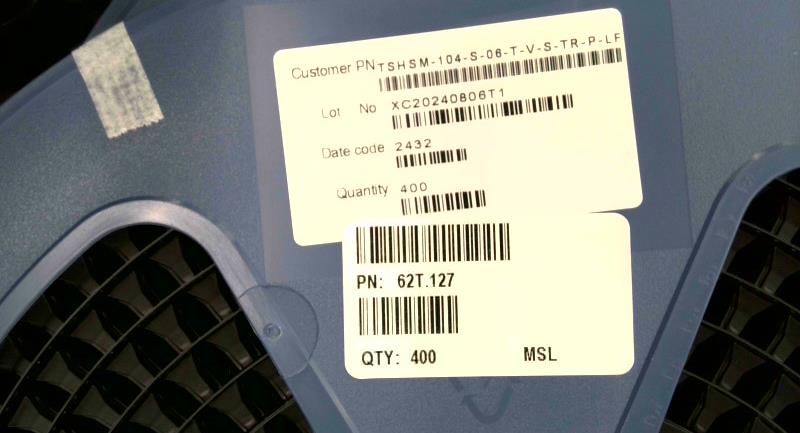 Customer PN TSHSM-104-S-06-T-V-S-TR-P-LF
Lot No XC20240806T1
Date code 2432
Quantity 400
PN: 62T.127
QTY: 400 MSL